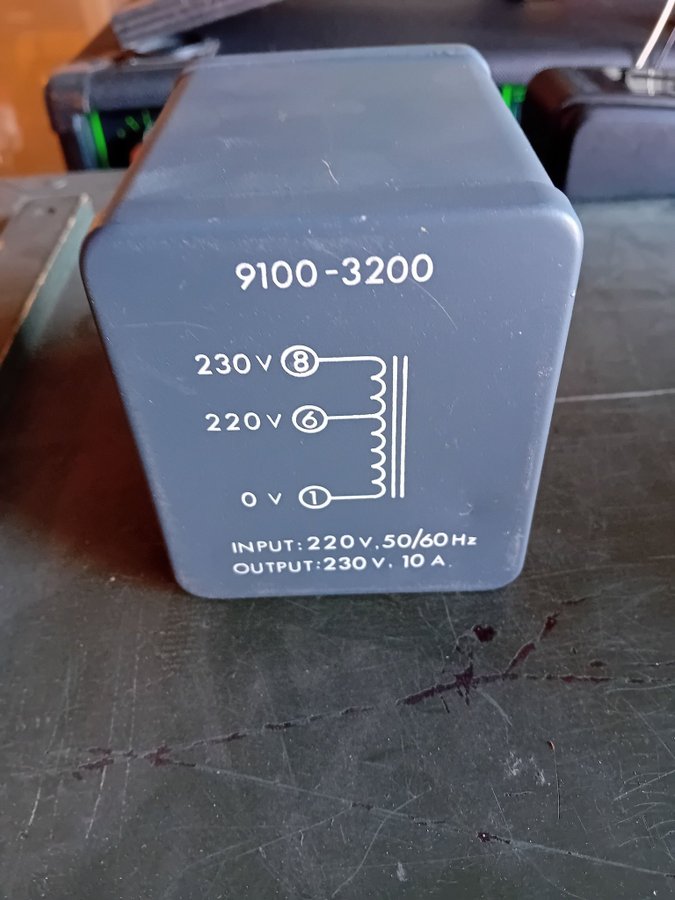 9100-3200
230 V 8
220 V 6
0 V 1
INPUT: 220 V, 50/60 Hz
OUTPUT: 230 V. 10 A.